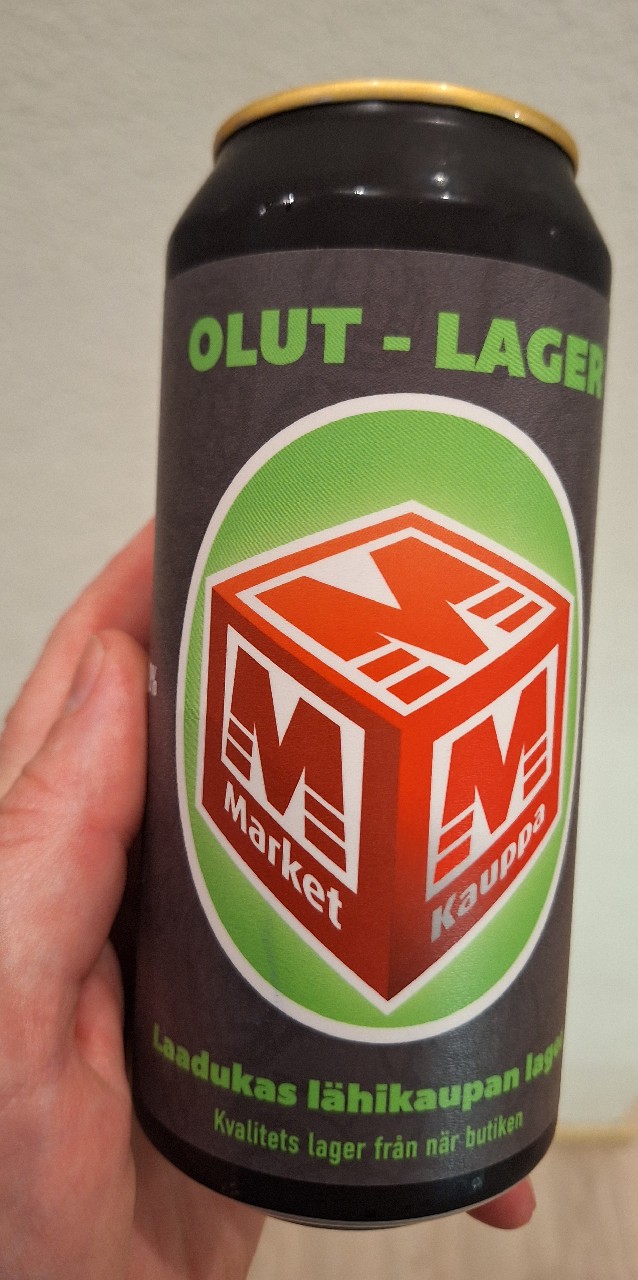 OLUT - LAGER
M
M
Market
M
Kauppa
%
Laadukas lähikaupan lager
Kvalitets lager från när butiken